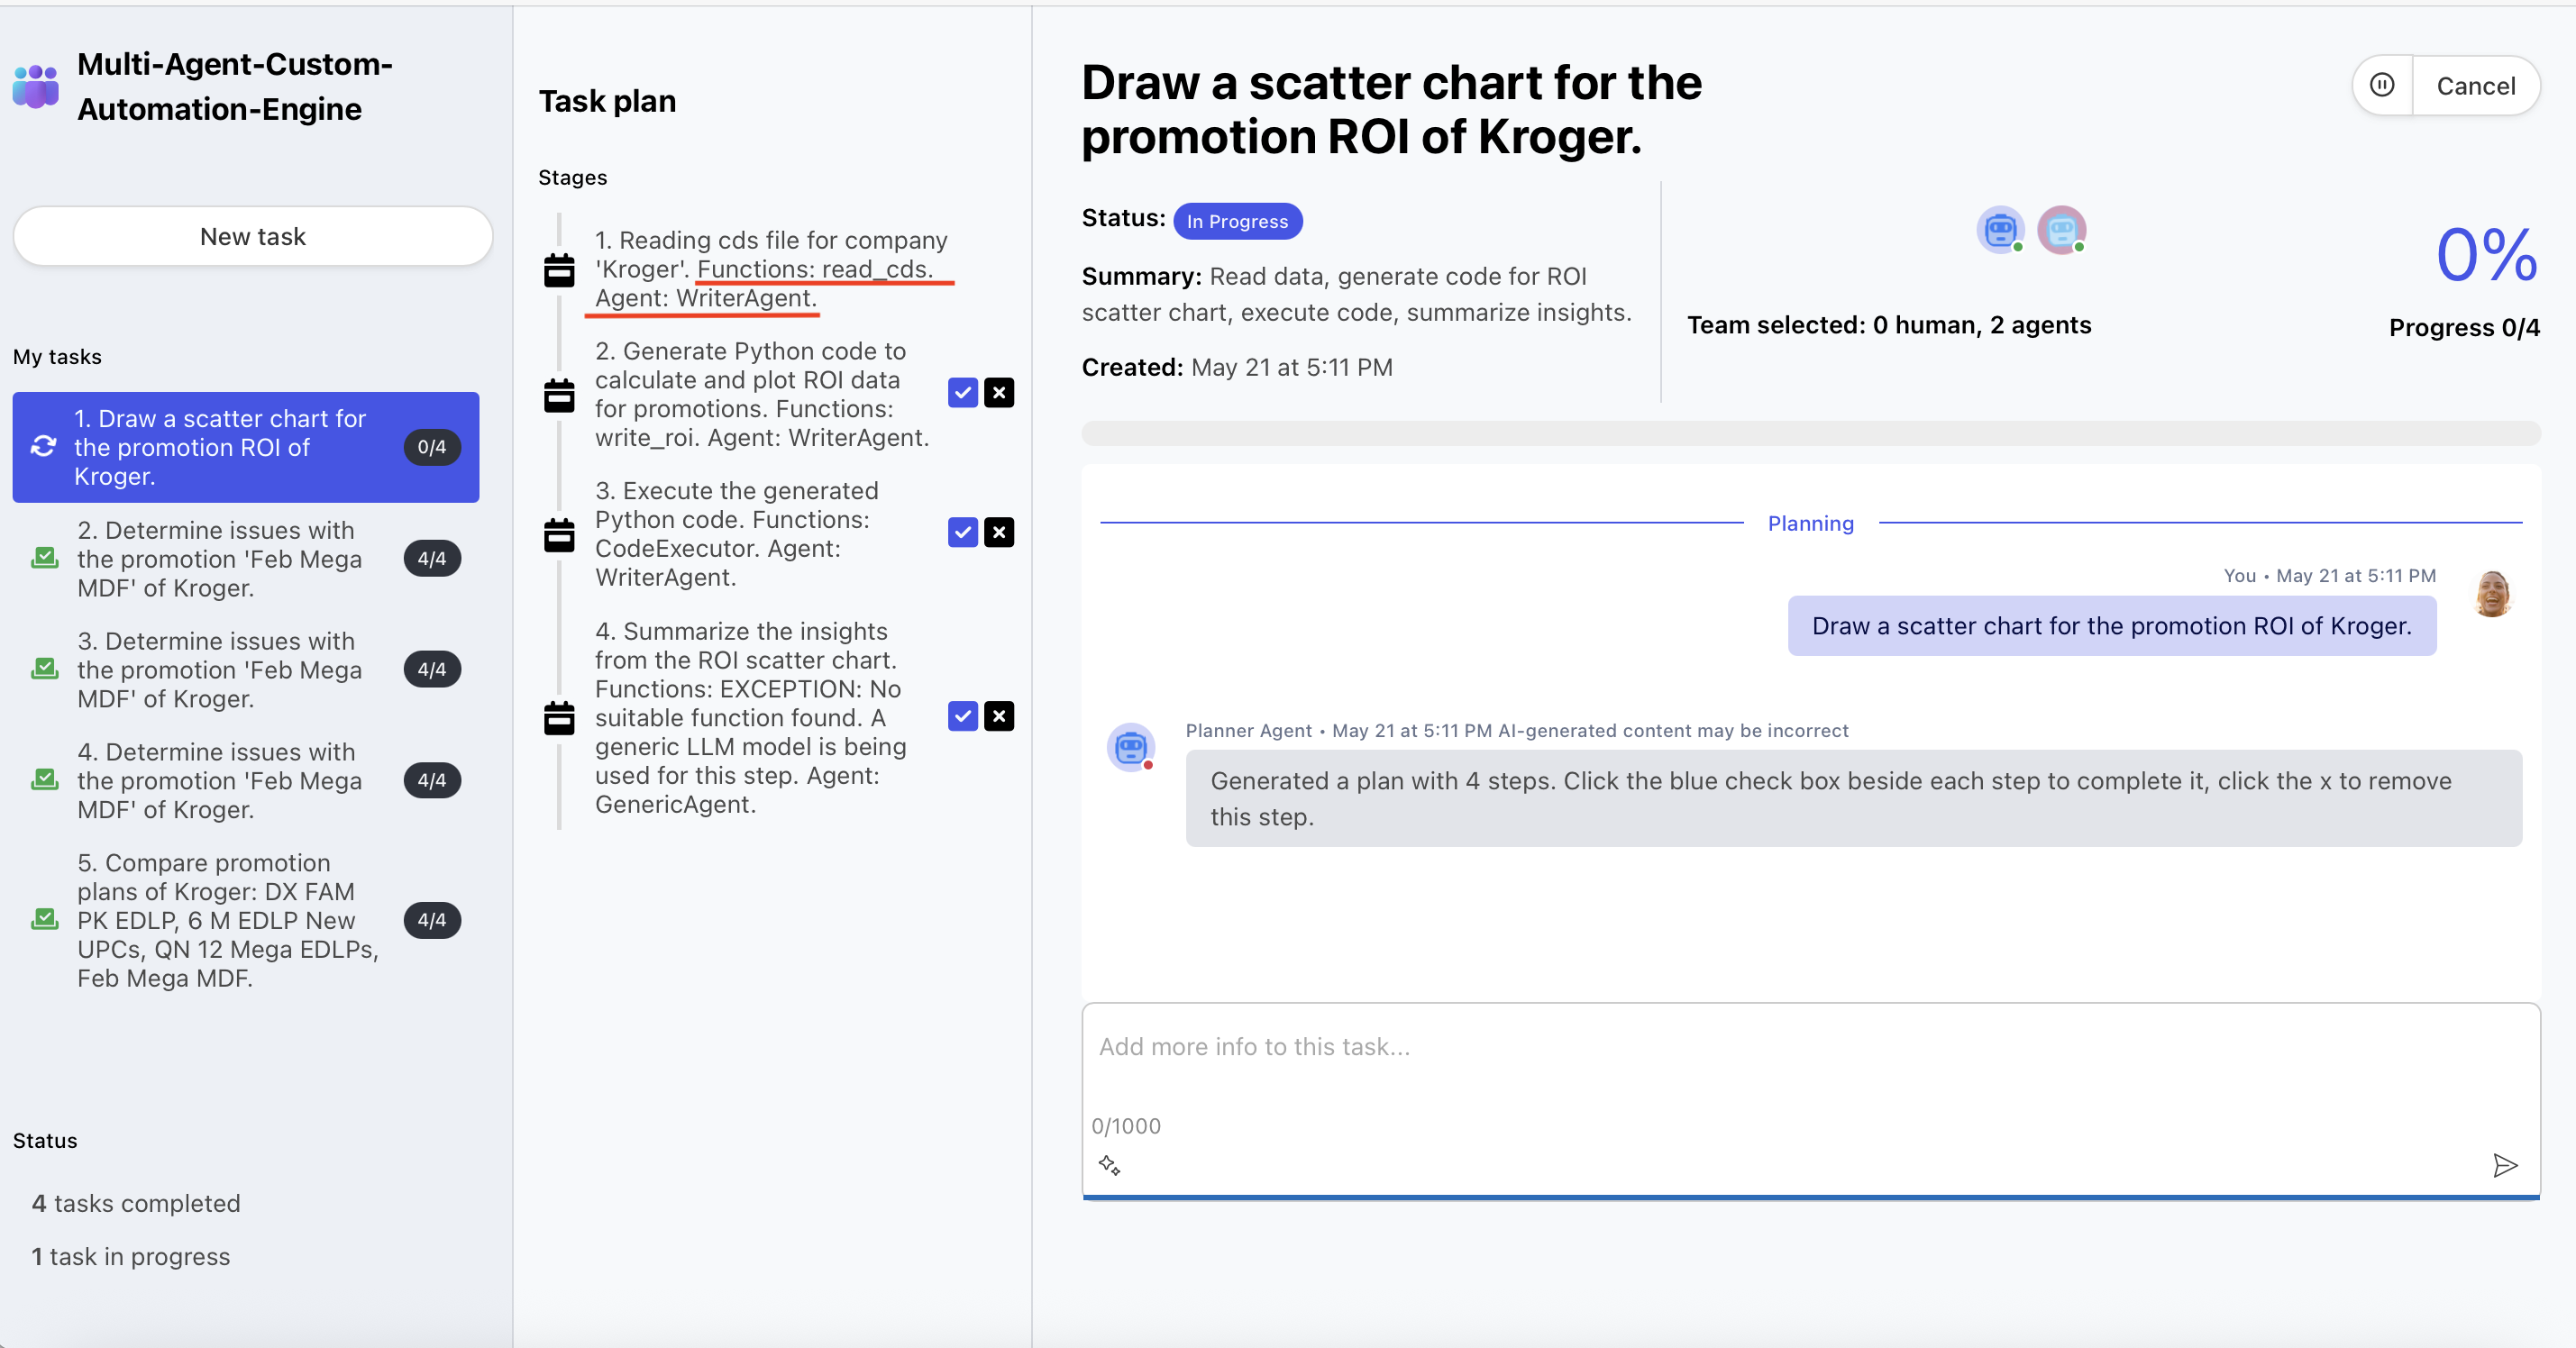 Multi-Agent-Custom-
Automation-Engine
New task
My tasks
1. Draw a scatter chart for
the promotion ROI of
Kroger.
0/4
2. Determine issues with
the promotion 'Feb Mega
MDF' of Kroger.
4/4
3. Determine issues with
the promotion 'Feb Mega
MDF' of Kroger.
4/4
4. Determine issues with
the promotion 'Feb Mega
MDF' of Kroger.
4/4
5. Compare promotion
plans of Kroger: DX FAM
PK EDLP, 6 M EDLP New
UPCs, QN 12 Mega EDLPs,
Feb Mega MDF.
4/4
Status
4 tasks completed
1 task in progress
Task plan
Stages
1. Reading cds file for company
'Kroger'. Functions: read_cds.
Agent: WriterAgent.
2. Generate Python code to
calculate and plot ROI data
for promotions. Functions:
write_roi. Agent: WriterAgent.
3. Execute the generated
Python code. Functions:
CodeExecutor. Agent:
WriterAgent.
4. Summarize the insights
from the ROI scatter chart.
Functions: EXCEPTION: No
suitable function found. A
generic LLM model is being
used for this step. Agent:
GenericAgent.
Draw a scatter chart for the
promotion ROI of Kroger.
Cancel
Status: In Progress
Summary: Read data, generate code for ROI
scatter chart, execute code, summarize insights.
Created: May 21 at 5:11 PM
Team selected: 0 human, 2 agents
0%
Progress 0/4
Planning
You • May 21 at 5:11 PM
Draw a scatter chart for the promotion ROI of Kroger.
Planner Agent • May 21 at 5:11 PM AI-generated content may be incorrect
Generated a plan with 4 steps. Click the blue check box beside each step to complete it, click the x to remove
this step.
Add more info to this task...
0/1000